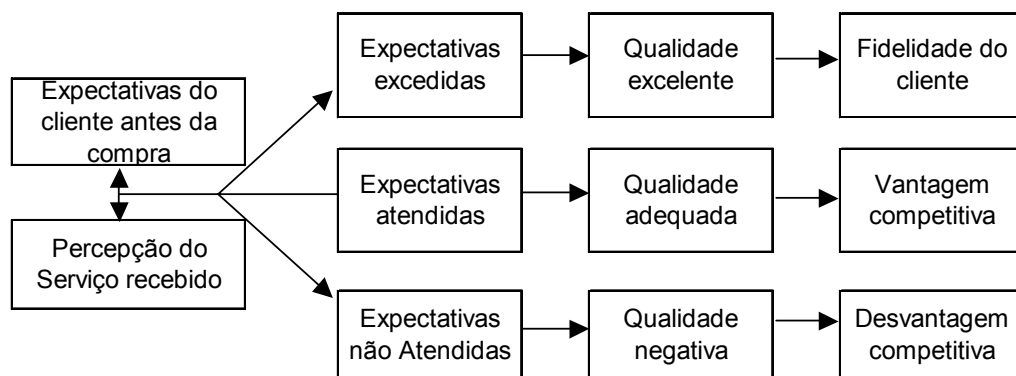 Expectativas do
cliente antes da
compra
Percepção do
Serviço recebido
Expectativas
excedidas
Qualidade
excelente
Fidelidade do
cliente
Expectativas
atendidas
Qualidade
adequada
Vantagem
competitiva
Expectativas
não Atendidas
Qualidade
negativa
Desvantagem
competitiva